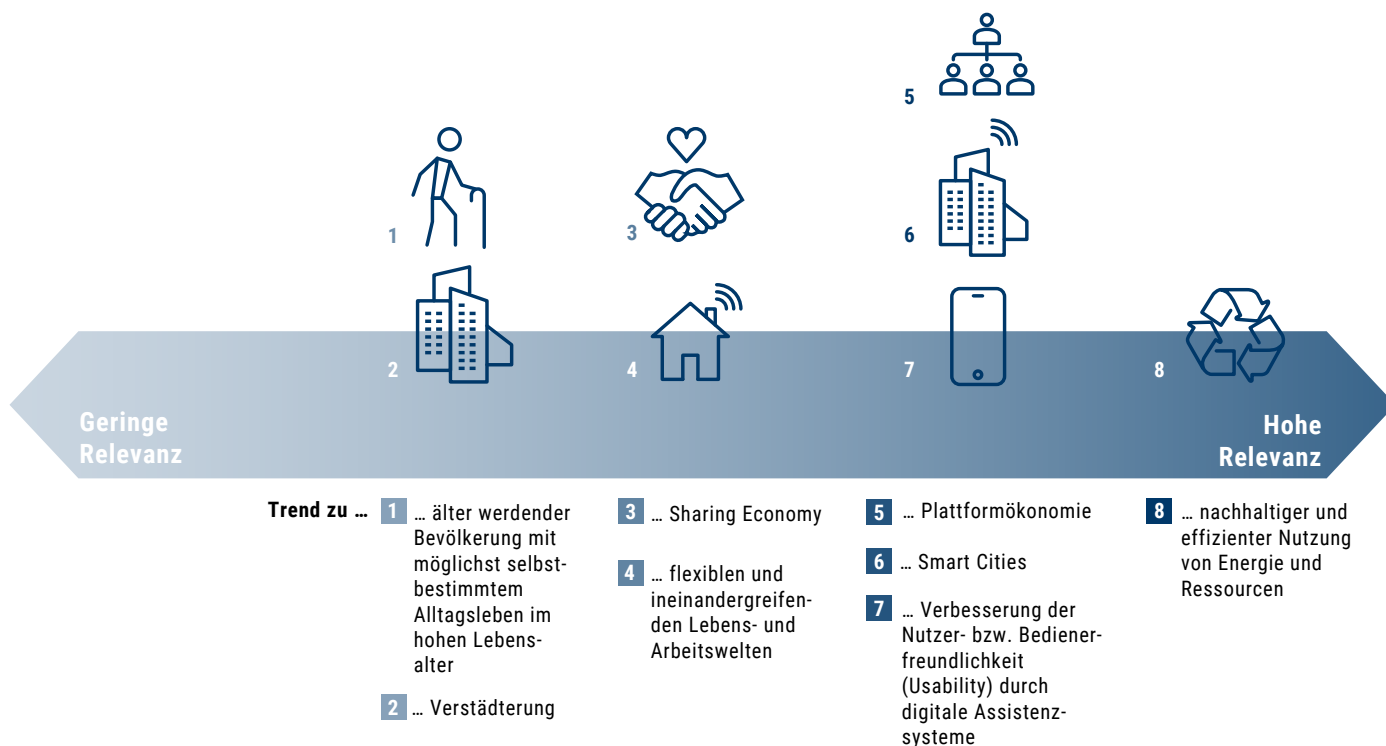 5
1
3
6
2
4
7
8
Geringe
Relevanz
Hohe
Relevanz
Trend zu …
1 … älter werdender
Bevölkerung mit
möglichst selbst-
bestimmtem
Alltagsleben im
hohen Lebens-
alter
2 … Verstädterung
3 … Sharing Economy
4 … flexiblen und
ineinandergreifen-
den Lebens- und
Arbeitswelten
5 … Plattformökonomie
6 … Smart Cities
7 … Verbesserung der
Nutzer- bzw. Bediener-
freundlichkeit
(Usability) durch
digitale Assistenz-
systeme
8 … nachhaltiger und
effizienter Nutzung
von Energie und
Ressourcen